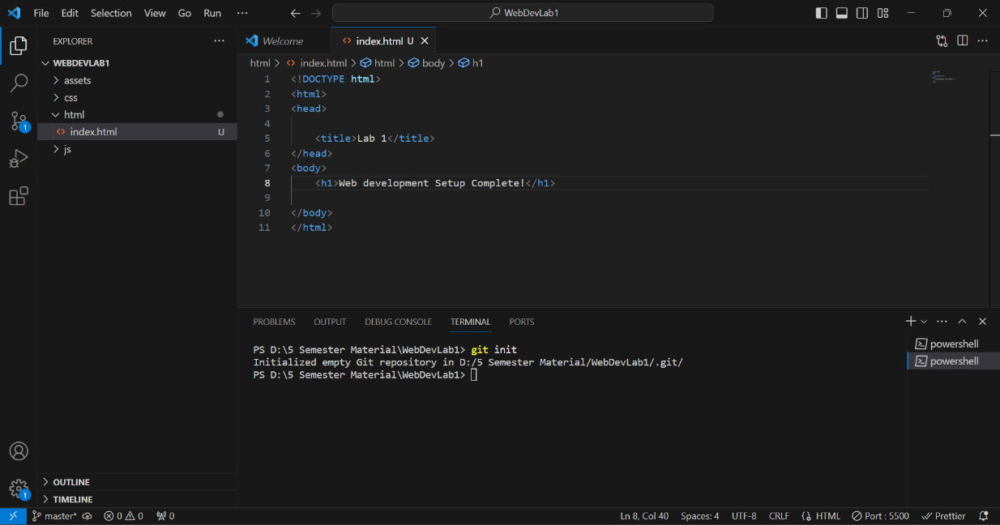 File Edit Selection View Go Run ··· WebDevLab1
EXPLORER ···
WEBDEVLAB1
assets
css
html
index.html U
js
OUTLINE
TIMELINE
Welcome index.html U
html > index.html > html > body > h1
1 <!DOCTYPE html>
2 <html>
3 <head>
4
5 <title>Lab 1</title>
6 </head>
7 <body>
8 <h1>Web development Setup Complete!</h1>
9
10 </body>
11 </html>
PROBLEMS OUTPUT DEBUG CONSOLE TERMINAL PORTS
PS D:\5 Semester Material\WebDevLab1> git init
Initialized empty Git repository in D:/5 Semester Material/WebDevLab1/.git/
PS D:\5 Semester Material\WebDevLab1>
powershell
powershell
1
1
master* 0 0 0 Ln 8, Col 40 Spaces: 4 UTF-8 CRLF HTML Port : 5500 Prettier